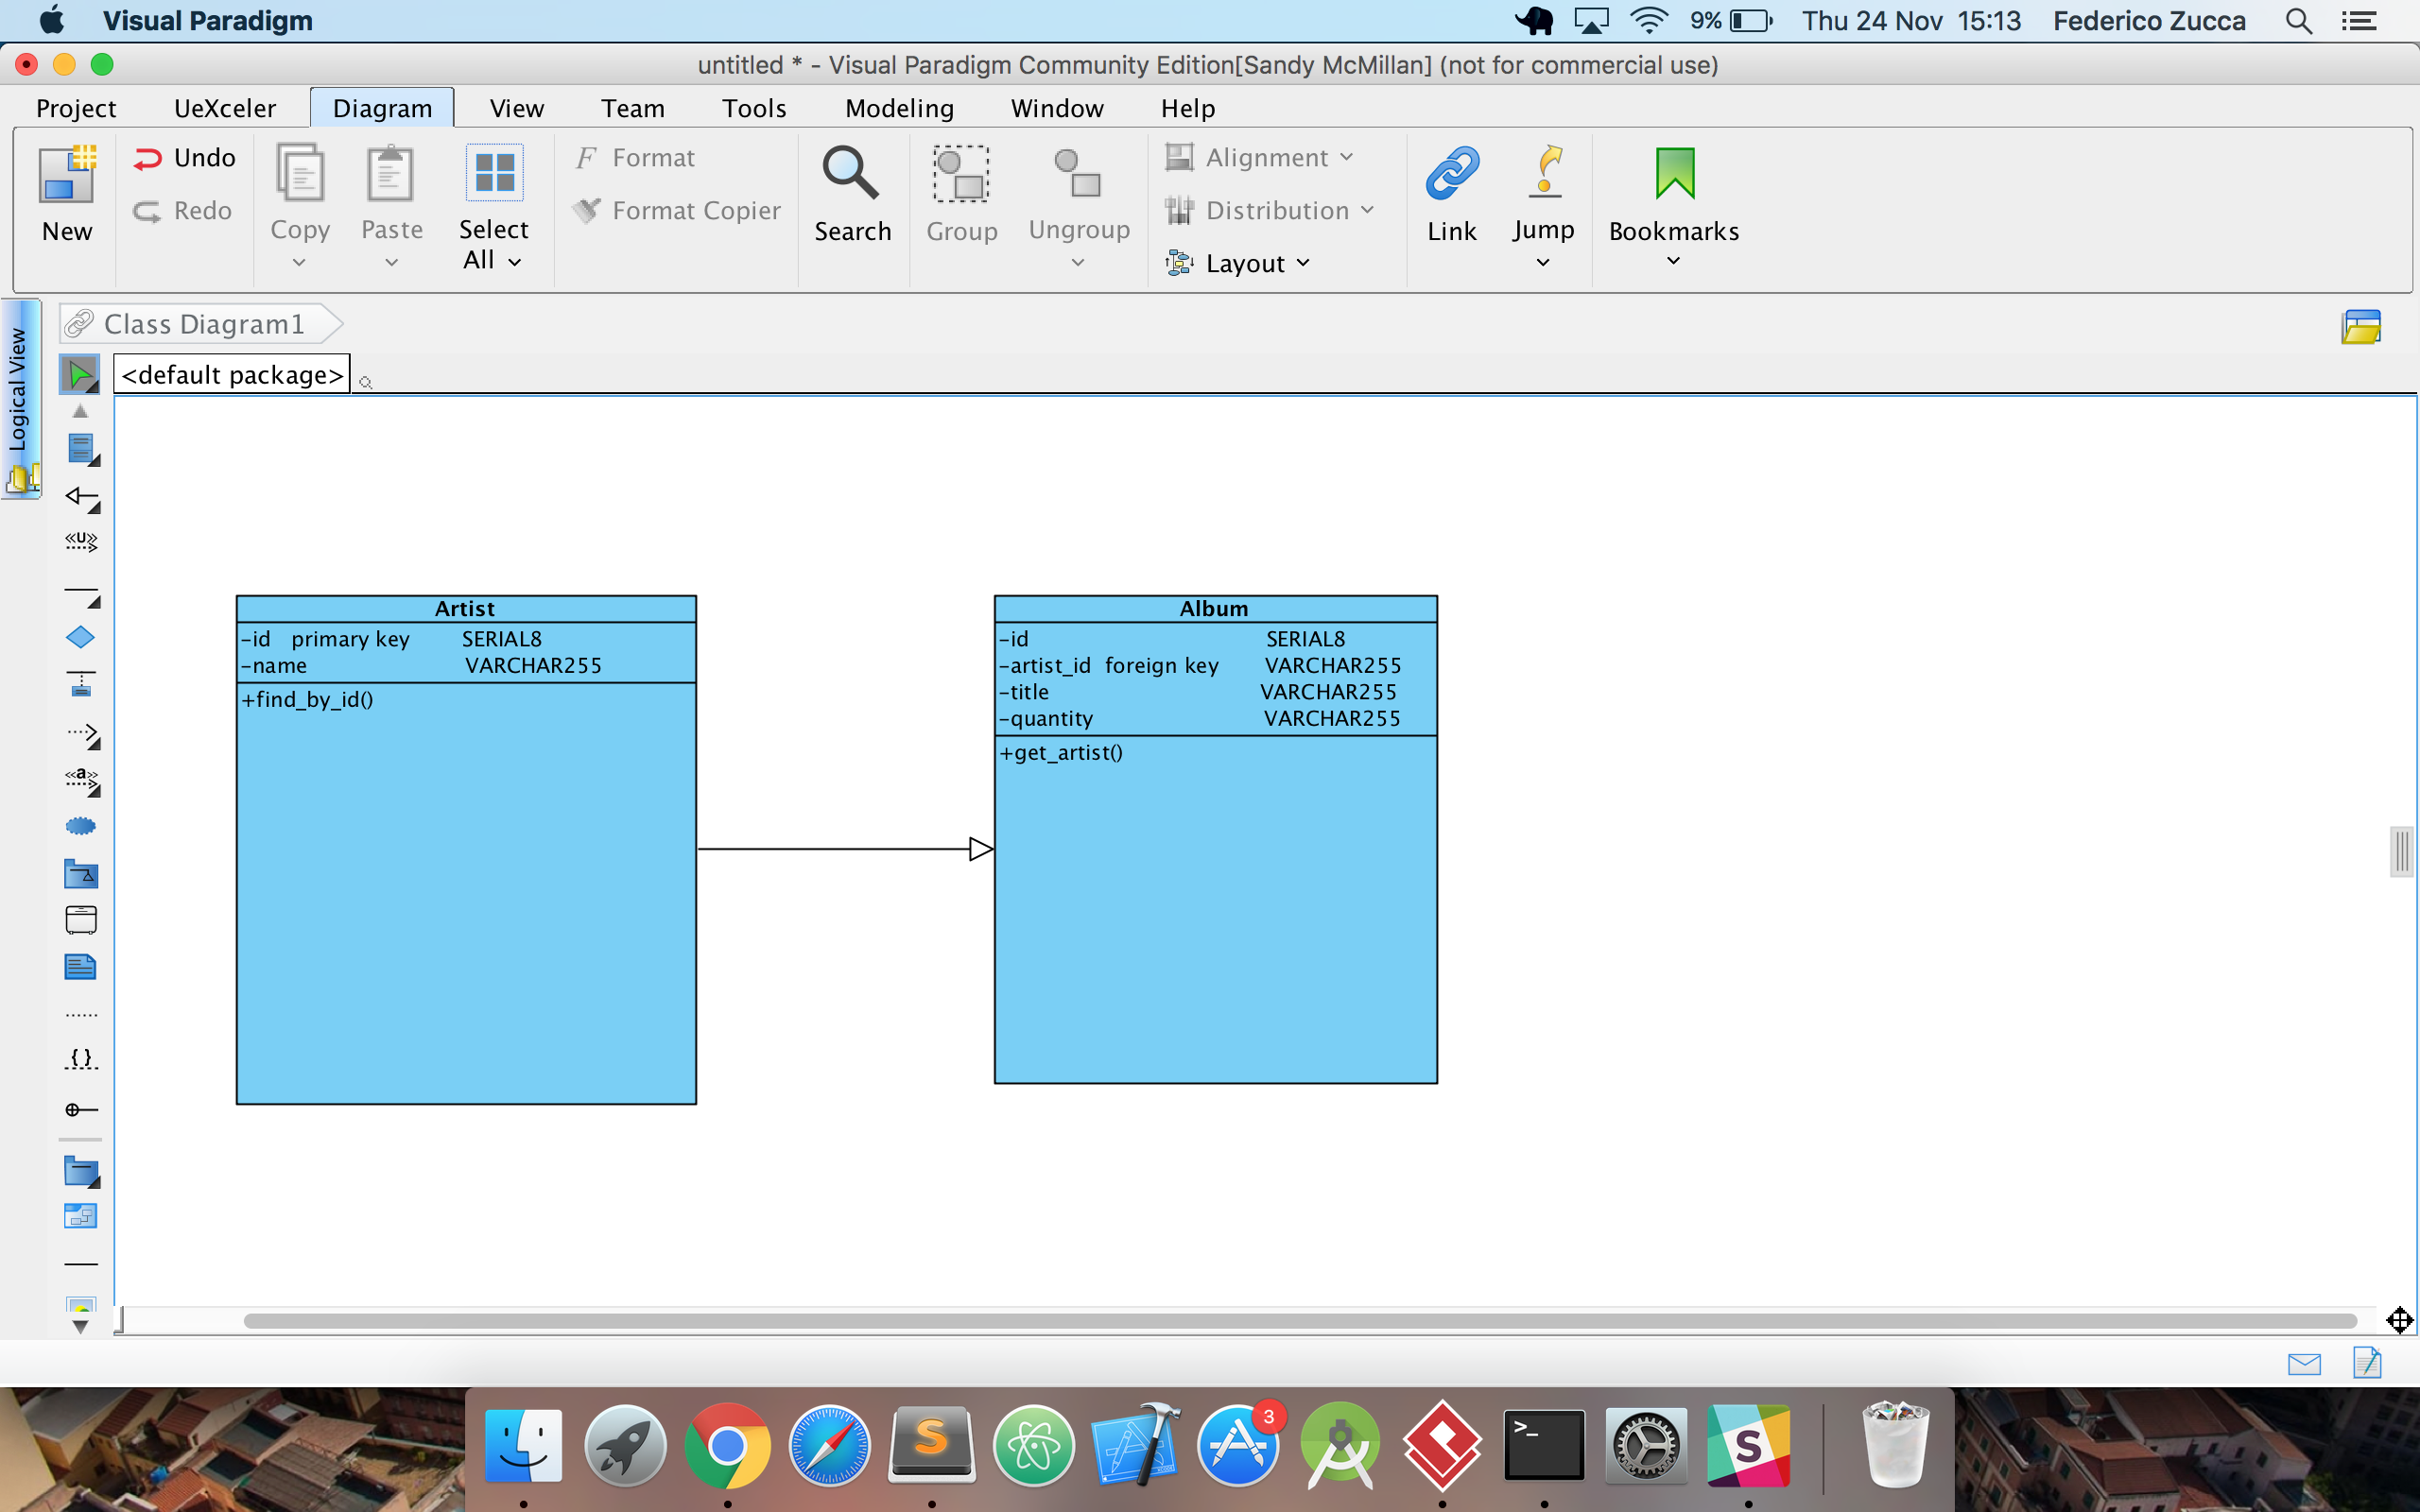 Visual Paradigm
9%
Thu 24 Nov 15:13
Federico Zucca
untitled * - Visual Paradigm Community Edition[Sandy McMillan] (not for commercial use)
Project
UeXceler
Diagram
View
Team
Tools
Modeling
Window
Help
New
Undo
Redo
Copy
Paste
Select
All
F Format
Format Copier
Search
Group
Ungroup
Alignment
Distribution
Layout
Link
Jump
Bookmarks
Logical View
Class Diagram1
<default package>
<<U>>
<<a>>
{}
Artist
-id primary key SERIAL8
-name VARCHAR255
+find_by_id()
Album
-id SERIAL8
-artist_id foreign key VARCHAR255
-title VARCHAR255
-quantity VARCHAR255
+get_artist()
S
3
>_
S